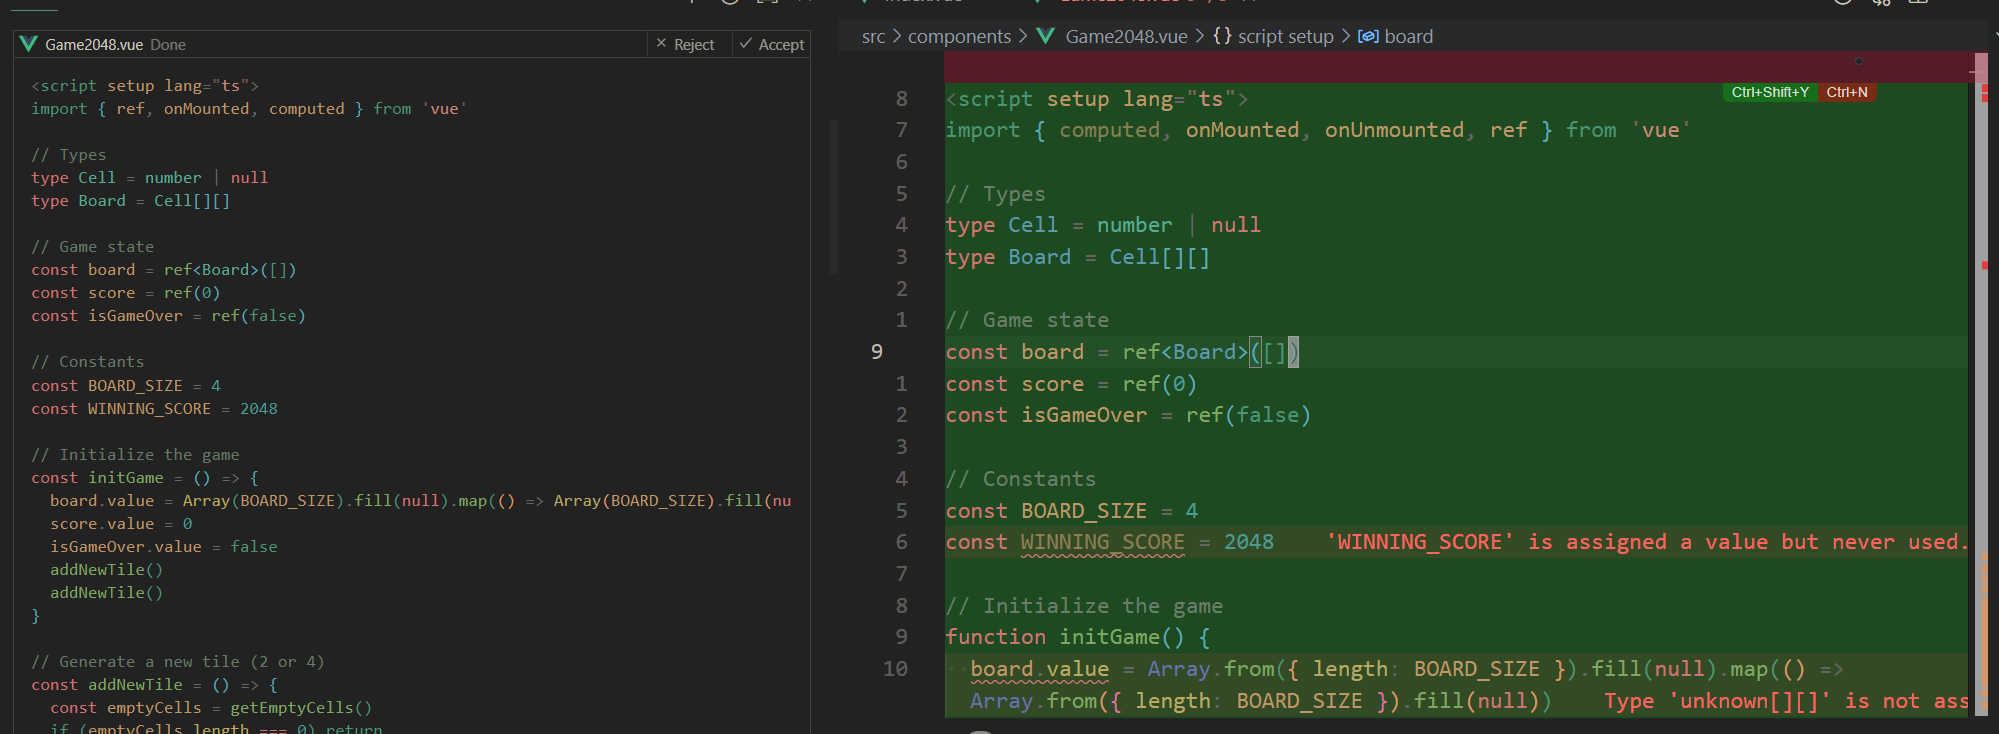 Game2048.vue Done
Reject
Accept
<script setup lang="ts">
import { ref, onMounted, computed } from 'vue'
// Types
type Cell = number | null
type Board = Cell[][]
// Game state
const board = ref<Board>([])
const score = ref(0)
const isGameOver = ref(false)
// Constants
const BOARD_SIZE = 4
const WINNING_SCORE = 2048
// Initialize the game
const initGame = () => {
  board.value = Array(BOARD_SIZE).fill(null).map(() => Array(BOARD_SIZE).fill(nu
  score.value = 0
  isGameOver.value = false
  addNewTile()
  addNewTile()
}
// Generate a new tile (2 or 4)
const addNewTile = () => {
  const emptyCells = getEmptyCells()
  if (emptyCells.length === 0) return
src > components > Game2048.vue > {} script setup > board
Ctrl+Shift+Y Ctrl+N
8 <script setup lang="ts">
7 import { computed, onMounted, onUnmounted, ref } from 'vue'
6
5 // Types
4 type Cell = number | null
3 type Board = Cell[][]
2
1 // Game state
9 const board = ref<Board>([])
1 const score = ref(0)
2 const isGameOver = ref(false)
3
4 // Constants
5 const BOARD_SIZE = 4
6 const WINNING_SCORE = 2048 'WINNING_SCORE' is assigned a value but never used.
7
8 // Initialize the game
9 function initGame() {
10 board.value = Array.from({ length: BOARD_SIZE }).fill(null).map(() =>
Array.from({ length: BOARD_SIZE }).fill(null)) Type 'unknown[][]' is not ass